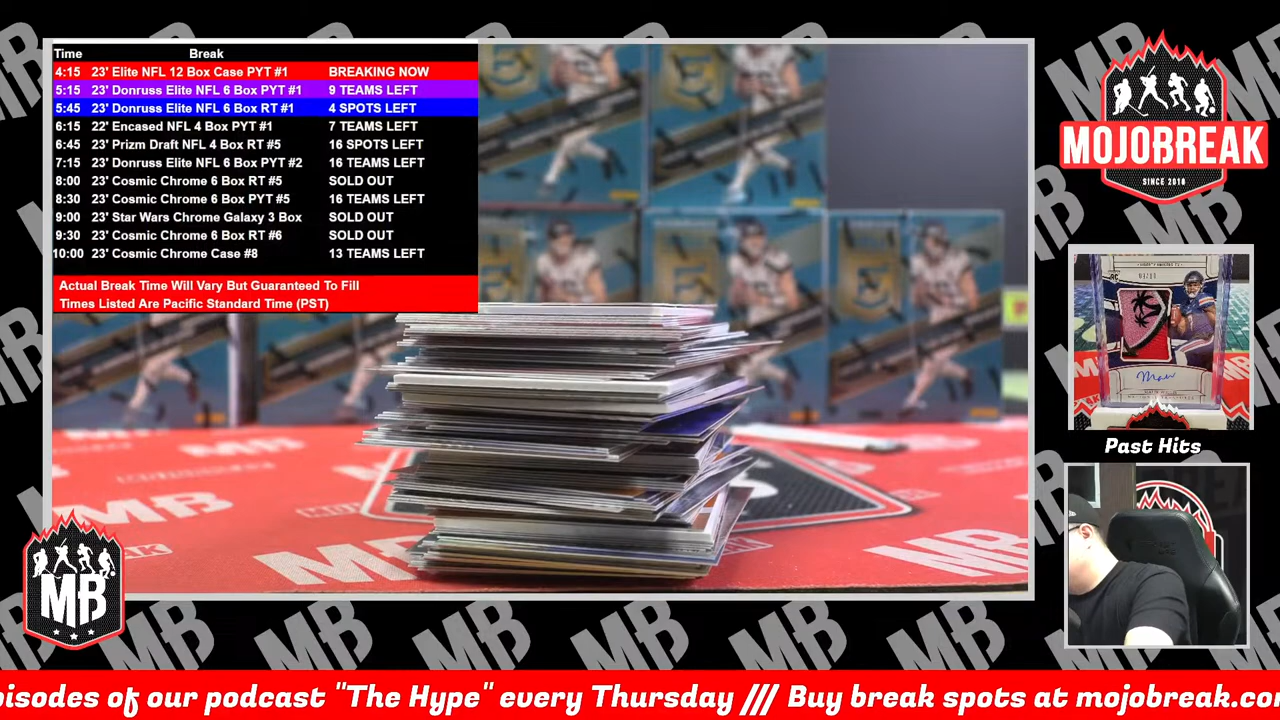 Time Break
4:15 23' Elite NFL 12 Box Case PYT #1 BREAKING NOW
5:15 23' Donruss Elite NFL 6 Box PYT #1 9 TEAMS LEFT
5:45 23' Donruss Elite NFL 6 Box RT #1 4 SPOTS LEFT
6:15 22' Encased NFL 4 Box PYT #1 7 TEAMS LEFT
6:45 23' Prizm Draft NFL 4 Box RT #5 16 SPOTS LEFT
7:15 23' Donruss Elite NFL 6 Box PYT #2 16 TEAMS LEFT
8:00 23' Cosmic Chrome 6 Box RT #5 SOLD OUT
8:30 23' Cosmic Chrome 6 Box PYT #5 16 TEAMS LEFT
9:00 23' Star Wars Chrome Galaxy 3 Box SOLD OUT
9:30 23' Cosmic Chrome 6 Box RT #6 SOLD OUT
10:00 23' Cosmic Chrome Case #8 13 TEAMS LEFT
Actual Break Time Will Vary But Guaranteed To Fill
Times Listed Are Pacific Standard Time (PST)
MOJOBREAK
SINCE 2016
Past Hits
MB
pisodes of our podcast "The Hype" every Thursday /// Buy break spots at mojobreak.co